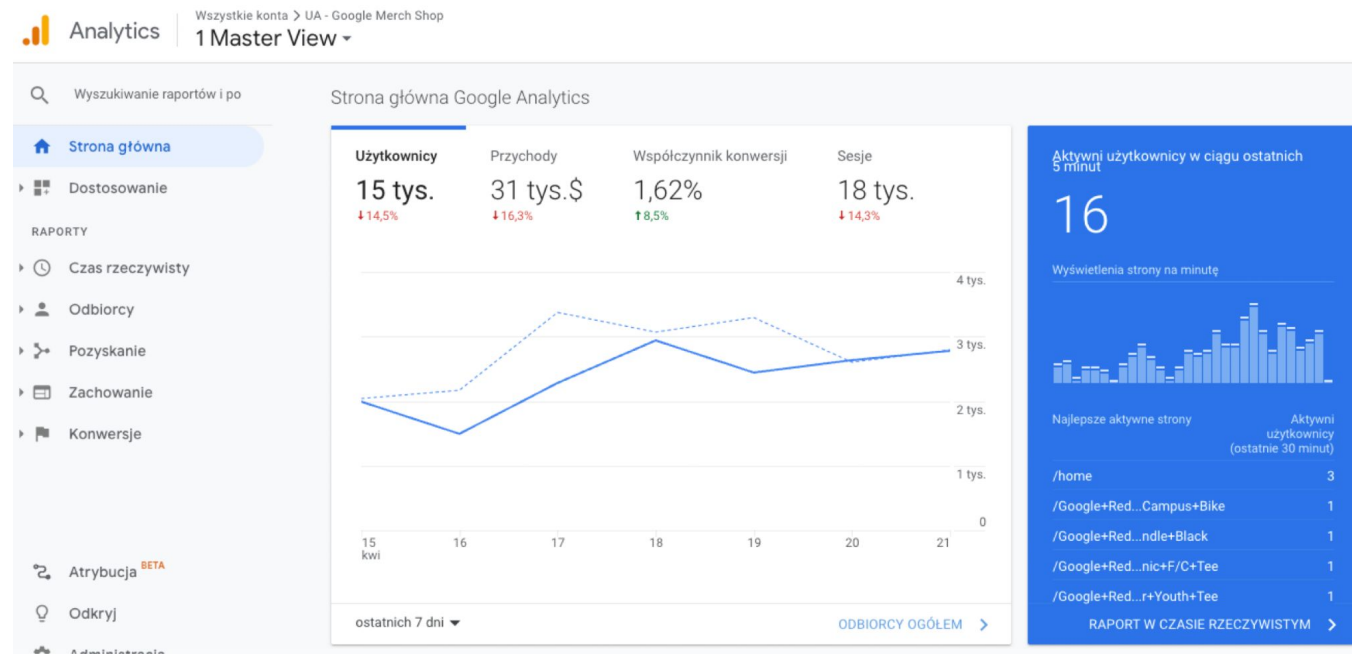 Analytics
Wszystkie konta > UA - Google Merch Shop
1 Master View
Wyszukiwanie raportów i po
Strona główna
Dostosowanie
RAPORTY
Czas rzeczywisty
Odbiorcy
Pozyskanie
Zachowanie
Konwersje
Atrybucja BETA
Odkryj
Administracja
Strona główna Google Analytics
Użytkownicy
15 tys.
↓14,5%
Przychody
31 tys.$
↓16,3%
Współczynnik konwersji
1,62%
↑8,5%
Sesje
18 tys.
↓14,3%
4 tys.
3 tys.
2 tys.
1 tys.
0
15 16 17 18 19 20 21
kwi
ostatnich 7 dni
ODBIORCY OGÓŁEM
Aktywni użytkownicy w ciągu ostatnich
5 minut
16
Wyświetlenia strony na minutę
Najlepsze aktywne strony
Aktywni
użytkownicy
(ostatnie 30 minut)
/home 3
/Google+Red...Campus+Bike 1
/Google+Red...ndle+Black 1
/Google+Red...nic+F/C+Tee 1
/Google+Red...r+Youth+Tee 1
RAPORT W CZASIE RZECZYWISTYM